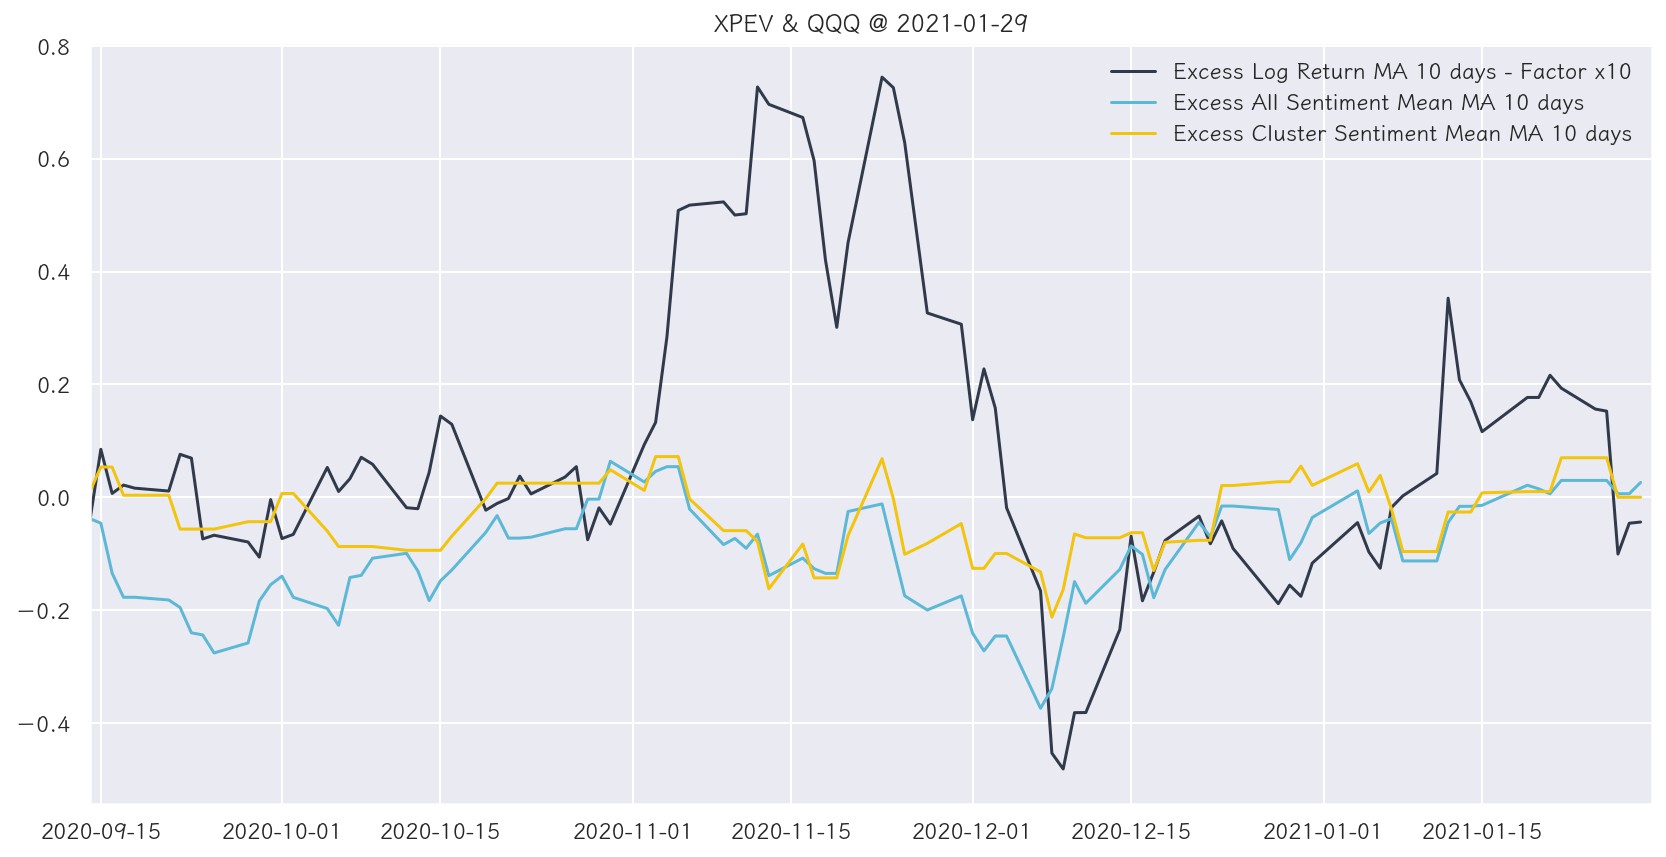 XPEV & QQQ @ 2021-01-29
0.8
0.6
0.4
0.2
0.0
−0.2
−0.4
Excess Log Return MA 10 days - Factor x10
Excess All Sentiment Mean MA 10 days
Excess Cluster Sentiment Mean MA 10 days
2020-09-15 2020-10-01 2020-10-15 2020-11-01 2020-11-15 2020-12-01 2020-12-15 2021-01-01 2021-01-15